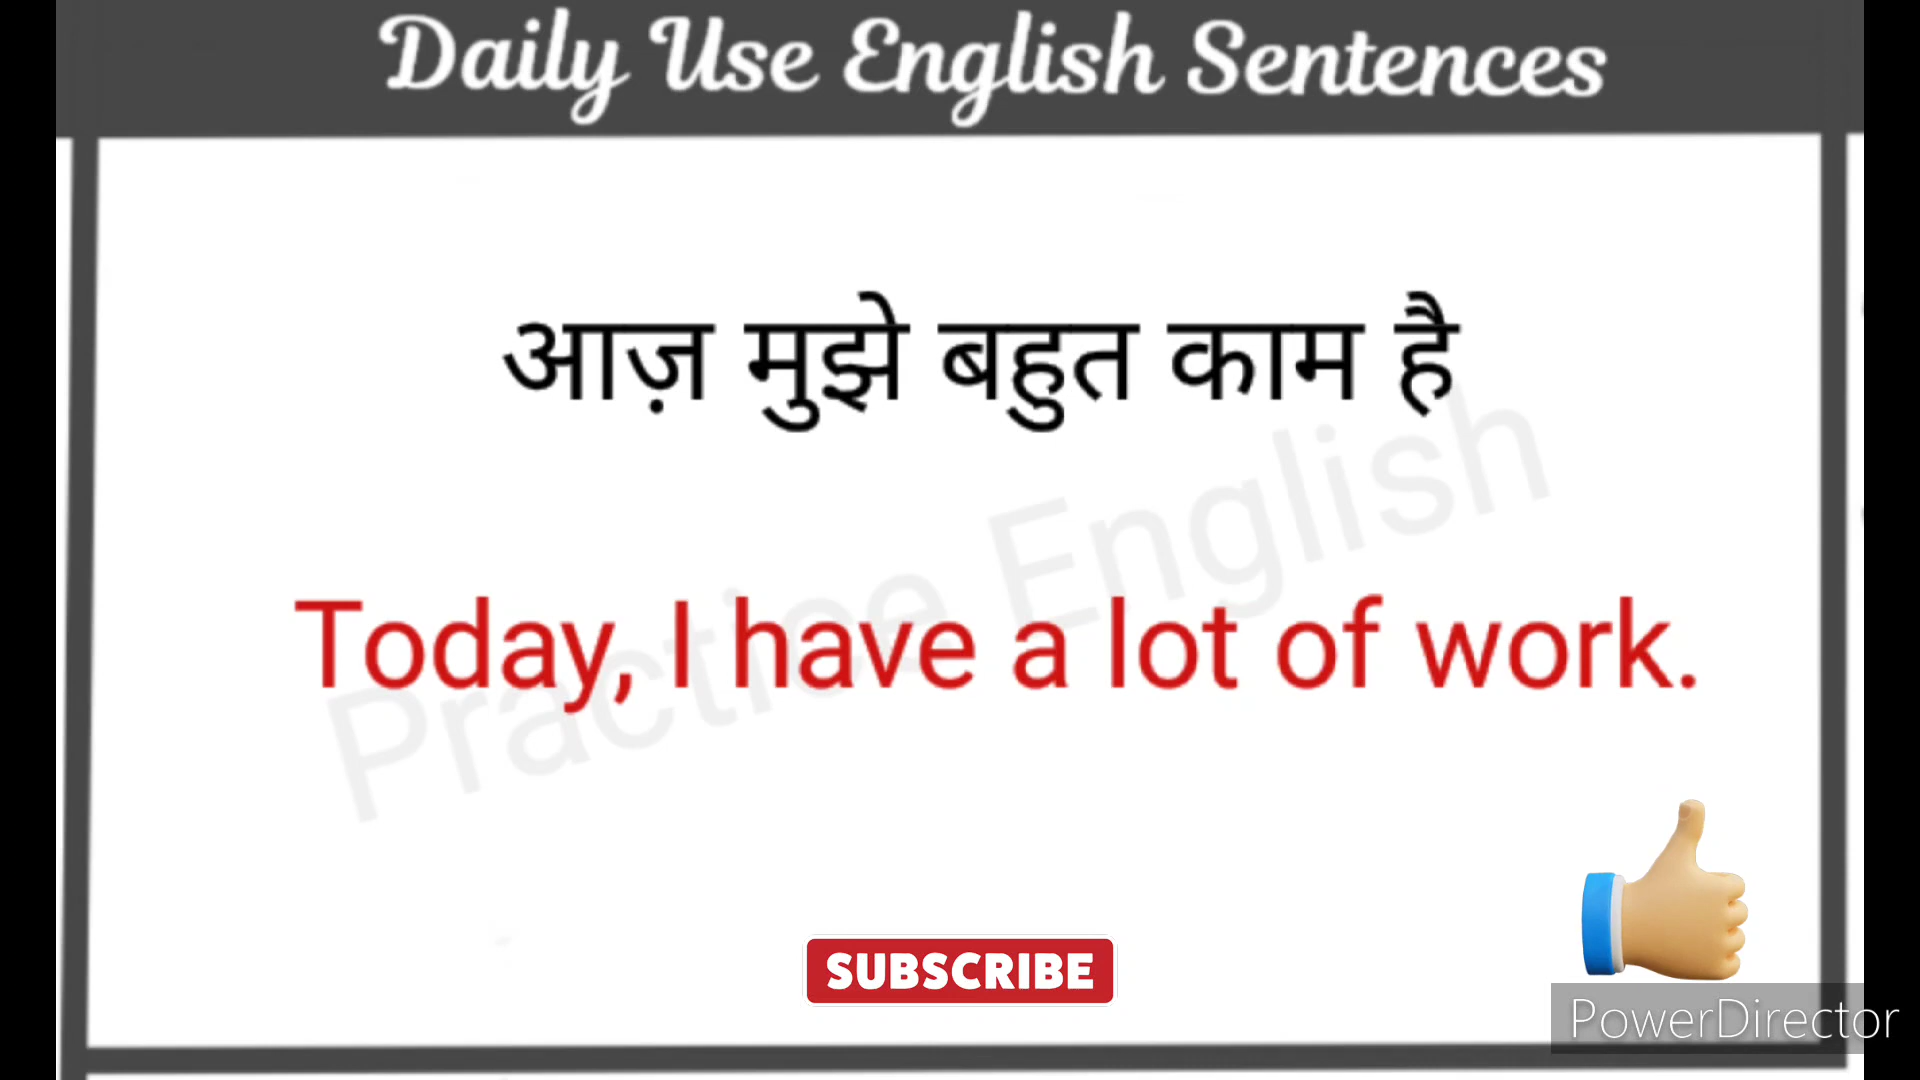 Daily Use English Sentences
आज़ मुझे बहुत काम है
Practice English
Today, I have a lot of work.
SUBSCRIBE
PowerDirector